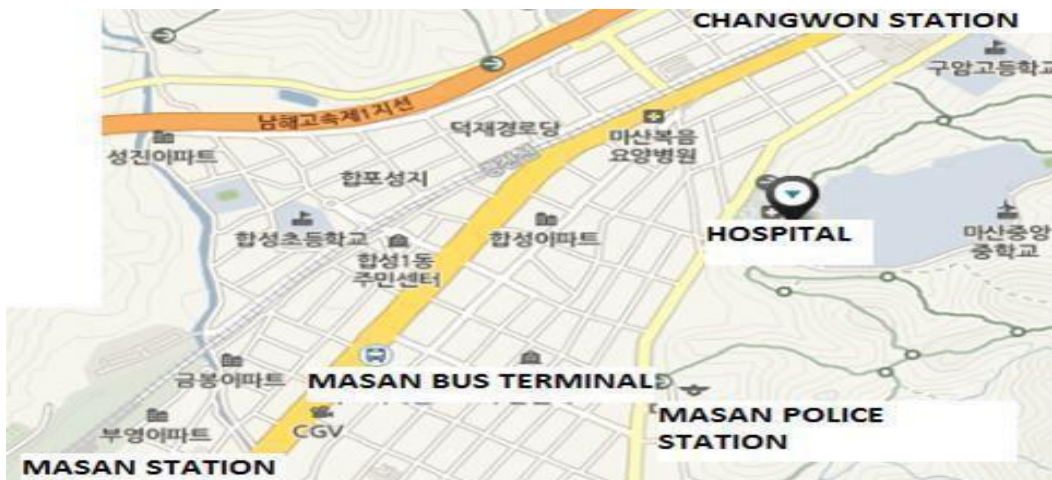 CHANGWON STATION
구암고등학교
남해고속제1지선
덕재경로당
마산복음
요양병원
성진아파트
합포성지
합성초등학교
합성1동
주민센터
합성아파트
HOSPITAL
마산중앙
중학교
금봉아파트
MASAN BUS TERMINAL
부영아파트
CGV
MASAN POLICE
STATION
MASAN STATION